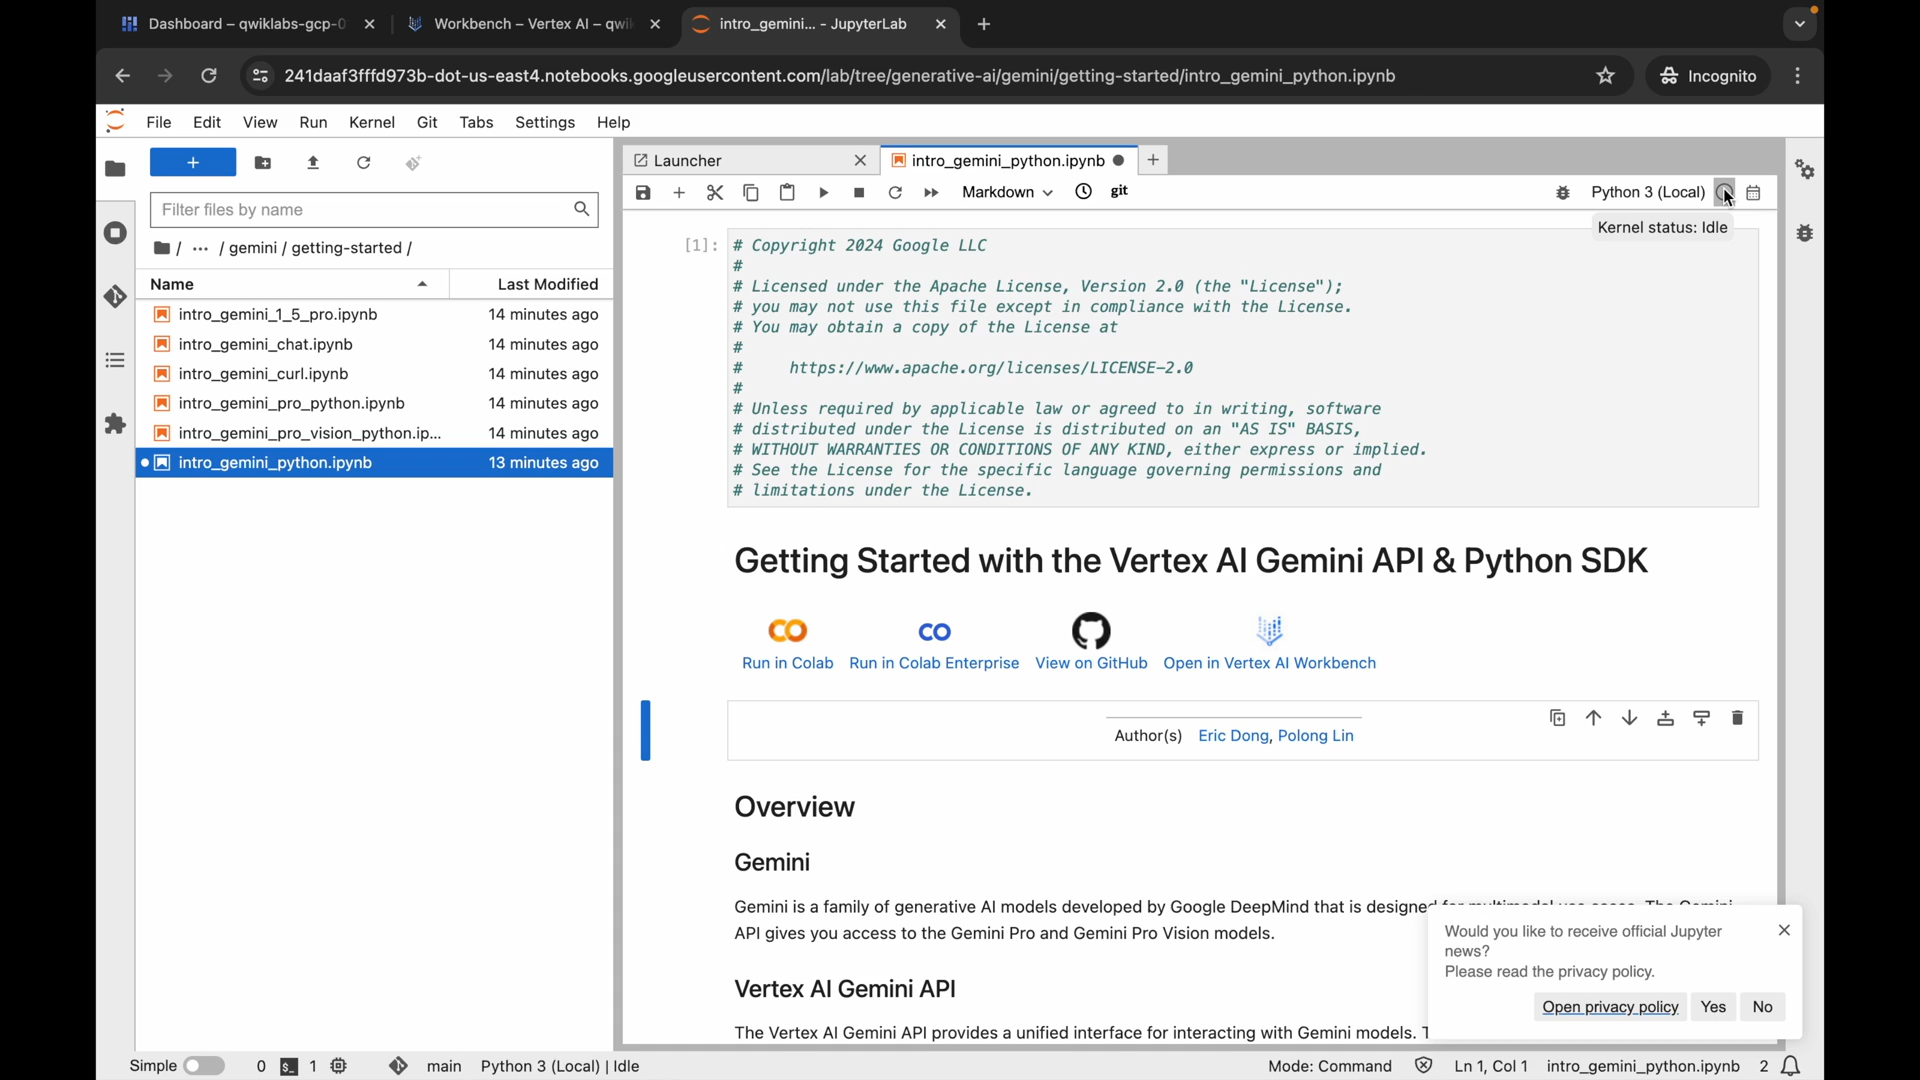 Dashboard – qwiklabs-gcp-0
Workbench – Vertex AI – qwi
intro_gemini... - JupyterLab
241daaf3fffd973b-dot-us-east4.notebooks.googleusercontent.com/lab/tree/generative-ai/gemini/getting-started/intro_gemini_python.ipynb
Incognito
File Edit View Run Kernel Git Tabs Settings Help
Launcher
intro_gemini_python.ipynb
Markdown
git
Python 3 (Local)
Kernel status: Idle
Filter files by name
/ ... / gemini / getting-started /
Name Last Modified
intro_gemini_1_5_pro.ipynb 14 minutes ago
intro_gemini_chat.ipynb 14 minutes ago
intro_gemini_curl.ipynb 14 minutes ago
intro_gemini_pro_python.ipynb 14 minutes ago
intro_gemini_pro_vision_python.ip... 14 minutes ago
intro_gemini_python.ipynb 13 minutes ago
[1]: # Copyright 2024 Google LLC
#
# Licensed under the Apache License, Version 2.0 (the "License");
# you may not use this file except in compliance with the License.
# You may obtain a copy of the License at
#
# https://www.apache.org/licenses/LICENSE-2.0
#
# Unless required by applicable law or agreed to in writing, software
# distributed under the License is distributed on an "AS IS" BASIS,
# WITHOUT WARRANTIES OR CONDITIONS OF ANY KIND, either express or implied.
# See the License for the specific language governing permissions and
# limitations under the License.
Getting Started with the Vertex AI Gemini API & Python SDK
Run in Colab
Run in Colab Enterprise
View on GitHub
Open in Vertex AI Workbench
Author(s) Eric Dong, Polong Lin
Overview
Gemini
Gemini is a family of generative AI models developed by Google DeepMind that is designed for multimodal use cases. The Gemini
API gives you access to the Gemini Pro and Gemini Pro Vision models.
Vertex AI Gemini API
The Vertex AI Gemini API provides a unified interface for interacting with Gemini models.
Would you like to receive official Jupyter
news?
Please read the privacy policy.
Open privacy policy Yes No
Simple 0 1 main Python 3 (Local) | Idle
Mode: Command Ln 1, Col 1 intro_gemini_python.ipynb 2